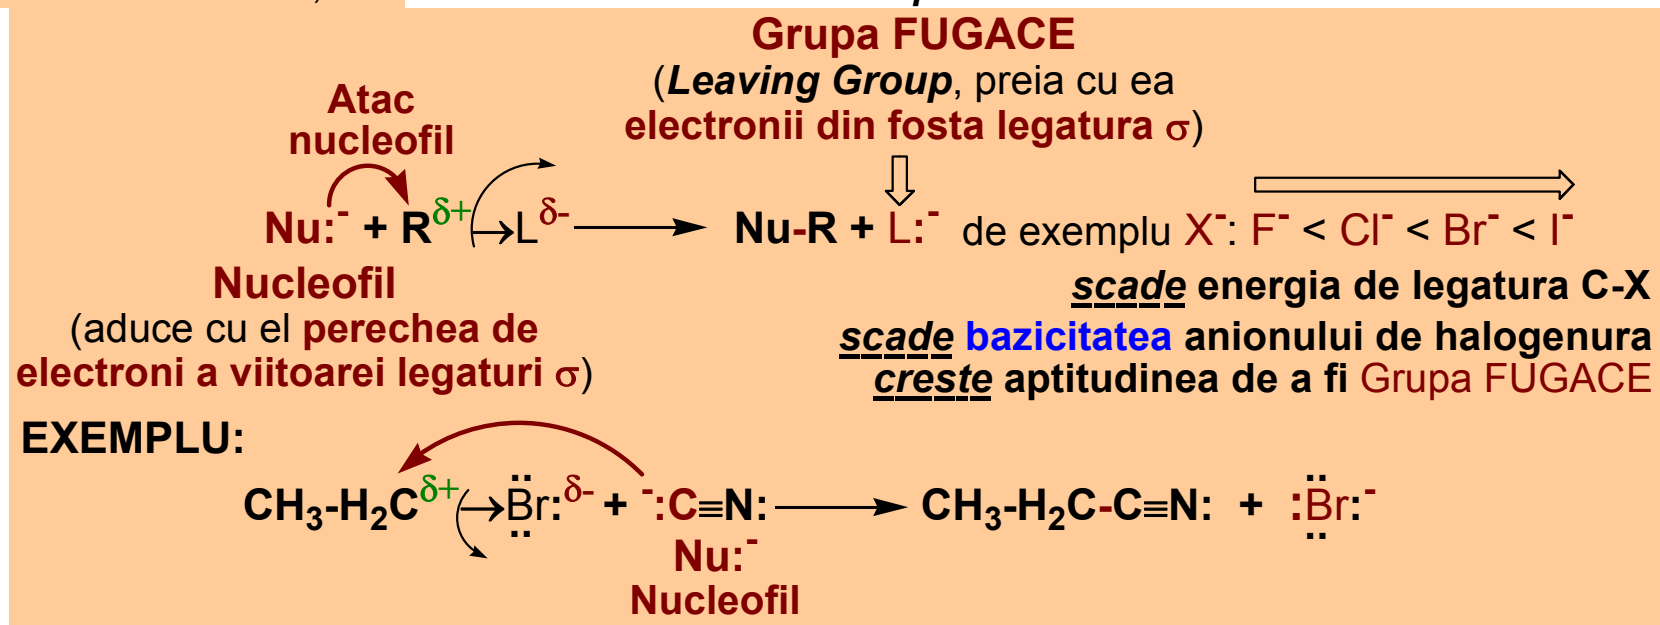 Grupa FUGACE
(Leaving Group, preia cu ea
electronii din fosta legatura σ)
Atac
nucleofil
Nu:⁻ + R^δ+ →L^δ- → Nu-R + L:⁻ de exemplu X⁻: F⁻ < Cl⁻ < Br⁻ < I⁻
Nucleofil
(aduce cu el perechea de
electroni a viitoarei legaturi σ)
scade energia de legatura C-X
scade bazicitatea anionului de halogenura
creste aptitudinea de a fi Grupa FUGACE
EXEMPLU:
CH₃-H₂C^δ+ →Br:^δ- + ⁻:C≡N: → CH₃-H₂C-C≡N: + :Br:⁻
Nu:⁻
Nucleofil